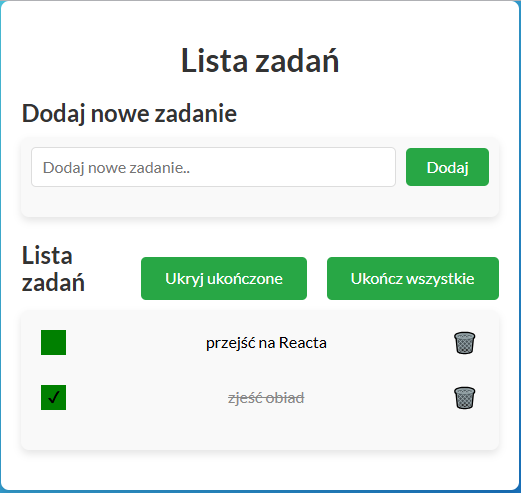 Lista zadań
Dodaj nowe zadanie
Dodaj nowe zadanie..
Dodaj
Lista
zadań
Ukryj ukończone
Ukończ wszystkie
przejść na Reacta
zjeść obiad